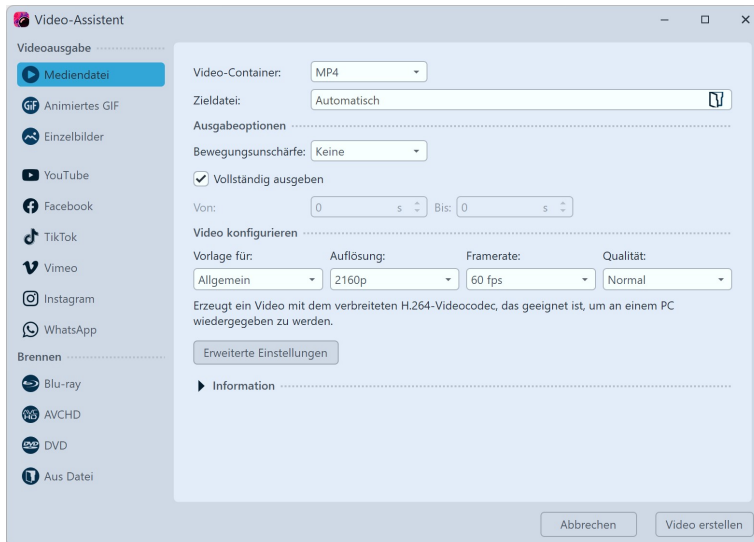 Video-Assistent
Videoausgabe
Mediendatei
GIF Animiertes GIF
Einzelbilder
YouTube
Facebook
TikTok
Vimeo
Instagram
WhatsApp
Brennen
Blu-ray
AVCHD
DVD
Aus Datei
Video-Container: MP4
Zieldatei: Automatisch
Ausgabeoptionen
Bewegungsunschärfe: Keine
Vollständig ausgeben
Von: 0 s Bis: 0 s
Video konfigurieren
Vorlage für: Auflösung: Framerate: Qualität:
Allgemein 2160p 60 fps Normal
Erzeugt ein Video mit dem verbreiteten H.264-Videocodec, das geeignet ist, um an einem PC
wiedergegeben zu werden.
Erweiterte Einstellungen
Information
Abbrechen Video erstellen